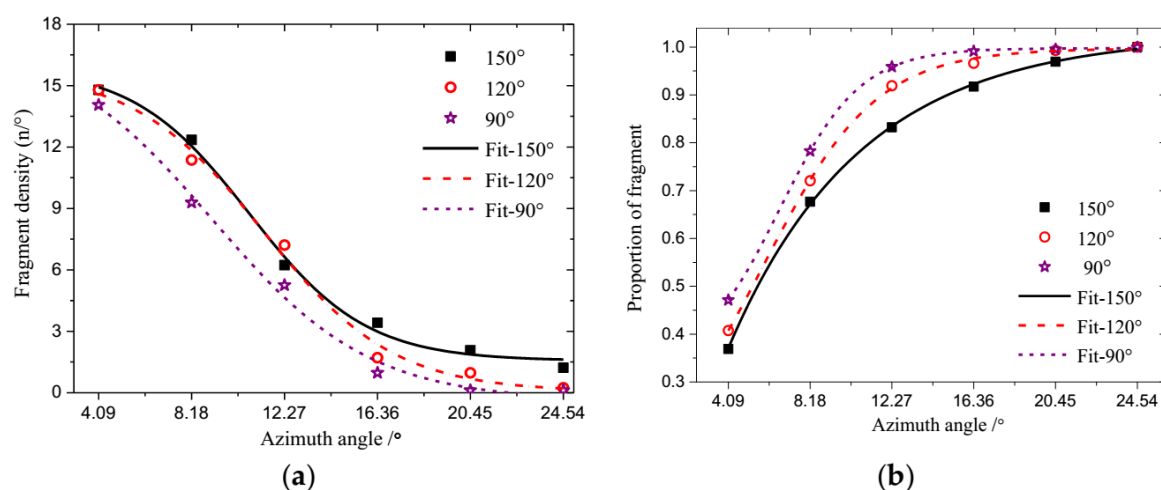 18
15
12
9
6
3
0
Fragment density (n/°)
150°
120°
90°
Fit-150°
Fit-120°
Fit-90°
4.09 8.18 12.27 16.36 20.45 24.54
Azimuth angle /°
(a)
1.0
0.9
0.8
0.7
0.6
0.5
0.4
0.3
Proportion of fragment
150°
120°
90°
Fit-150°
Fit-120°
Fit-90°
4.09 8.18 12.27 16.36 20.45 24.54
Azimuth angle /°
(b)